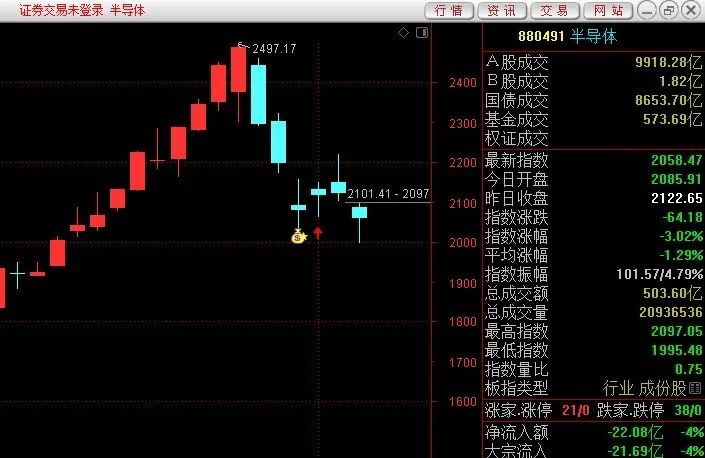 证券交易未登录 半导体
行情 资讯 交易 网站
2497.17
2101.41 - 2097
2400
2300
2200
2100
2000
1900
1800
1700
1600
880491 半导体
A股成交 9918.28亿
B股成交 1.82亿
国债成交 8653.70亿
基金成交 573.69亿
权证成交
最新指数 2058.47
今日开盘 2085.91
昨日收盘 2122.65
指数涨跌 -64.18
指数涨幅 -3.02%
平均涨幅 -1.29%
指数振幅 101.57/4.79%
总成交额 503.60亿
总成交量 20936536
最高指数 2097.05
最低指数 1995.48
指数量比 0.75
板指类型 行业 成份股
涨家.涨停 21/0 跌家.跌停 38/0
净流入额 -22.08亿 -4%
大宗流入 -21.69亿 -4%